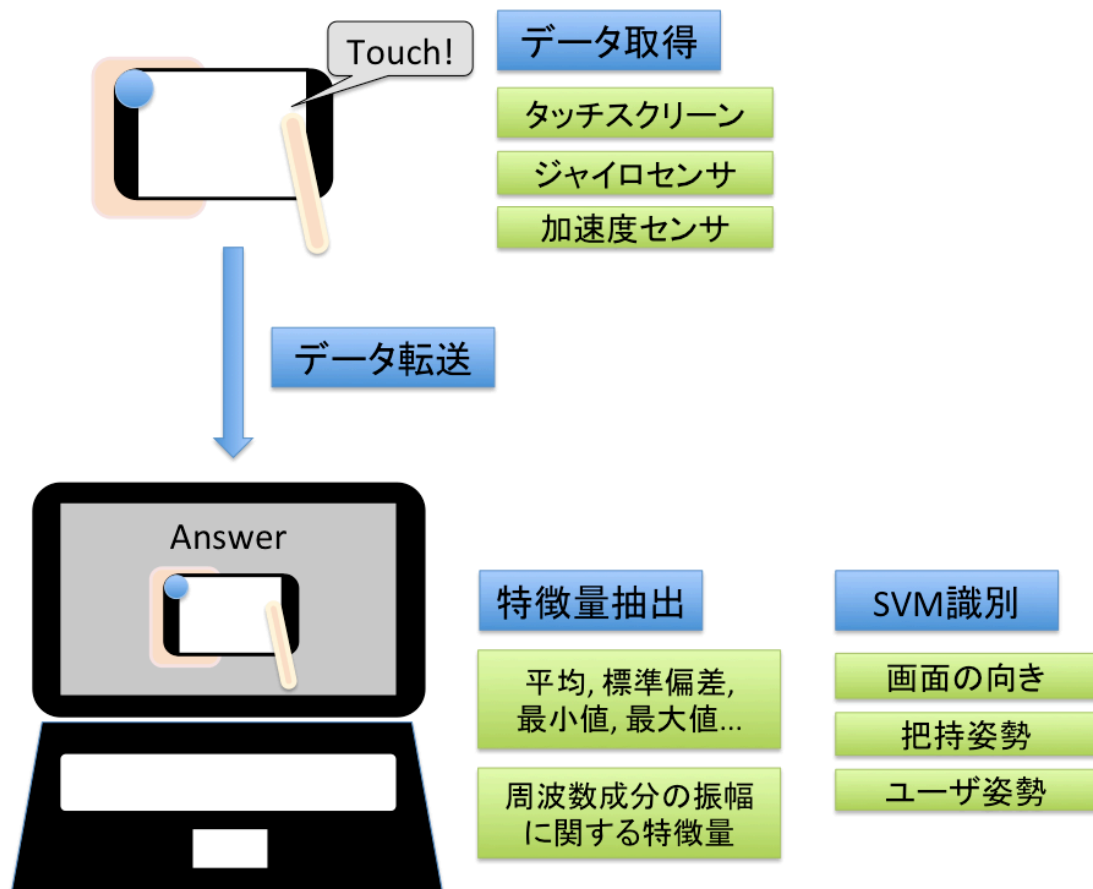 Touch!
データ取得
タッチスクリーン
ジャイロセンサ
加速度センサ
データ転送
Answer
特徴量抽出
平均, 標準偏差,
最小値, 最大値...
周波数成分の振幅
に関する特徴量
SVM識別
画面の向き
把持姿勢
ユーザ姿勢